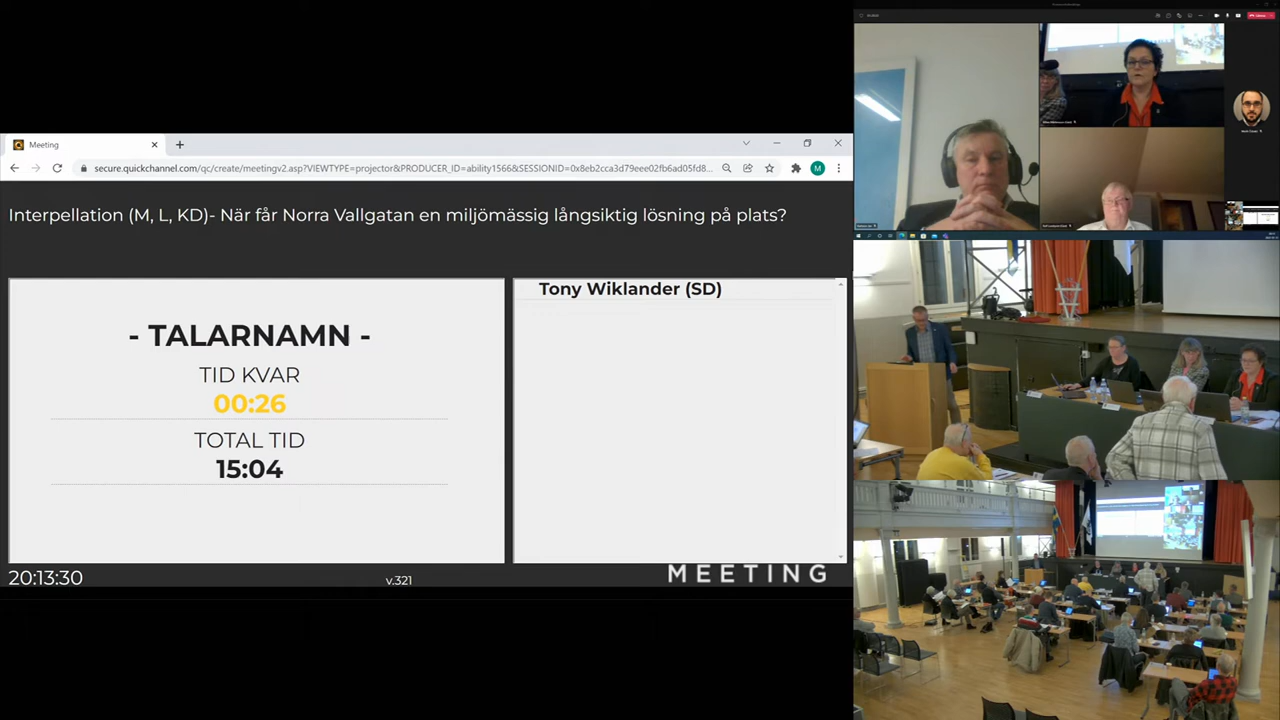 Meeting
secure.quickchannel.com/qc/create/meetingv2.asp?VIEWTYPE=projector&PRODUCER_ID=ability1566&SESSIONID=0x8eb2cca3d79eee02fb6ad05fd8...
M
Interpellation (M, L, KD)- När får Norra Vallgatan en miljömässig långsiktig lösning på plats?
- TALARNAMN -
TID KVAR
00:26
TOTAL TID
15:04
Tony Wiklander (SD)
20:13:30
v.321
MEETING